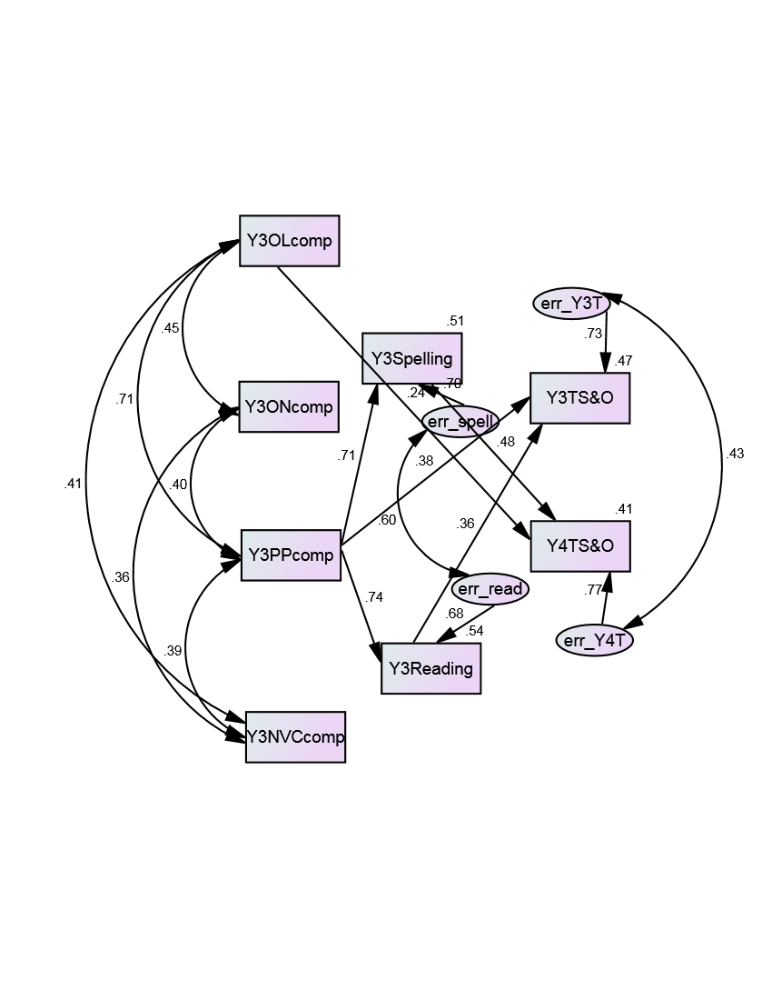 Y3OLcomp
err_Y3T
.51
.45
.73
Y3Spelling
.47
.70
.24
Y3TS&O
.71
Y3ONcomp
err_spell
.48
.71
.38
.43
.41
.40
.41
.60
.36
Y3PPcomp
Y4TS&O
.36
.74
err_read
.77
.68
.54
.39
err_Y4T
Y3Reading
Y3NVCcomp